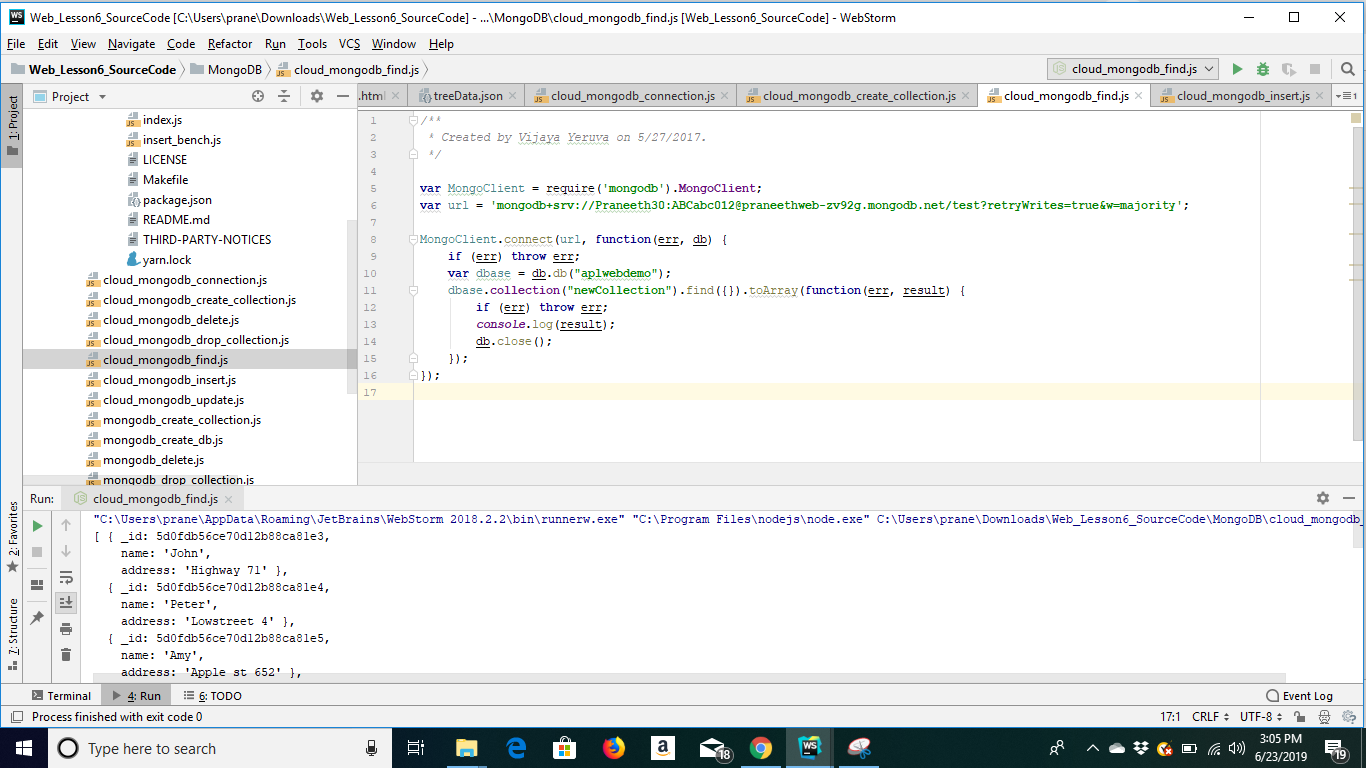 Web_Lesson6_SourceCode [C:\Users\prane\Downloads\Web_Lesson6_SourceCode] - ...\MongoDB\cloud_mongodb_find.js [Web_Lesson6_SourceCode] - WebStorm
File Edit View Navigate Code Refactor Run Tools VCS Window Help
Web_Lesson6_SourceCode MongoDB cloud_mongodb_find.js
cloud_mongodb_find.js
1: Project
Project
.html treeData.json cloud_mongodb_connection.js cloud_mongodb_create_collection.js cloud_mongodb_find.js cloud_mongodb_insert.js 1
index.js
insert_bench.js
LICENSE
Makefile
package.json
README.md
THIRD-PARTY-NOTICES
yarn.lock
cloud_mongodb_connection.js
cloud_mongodb_create_collection.js
cloud_mongodb_delete.js
cloud_mongodb_drop_collection.js
cloud_mongodb_find.js
cloud_mongodb_insert.js
cloud_mongodb_update.js
mongodb_create_collection.js
mongodb_create_db.js
mongodb_delete.js
mongodb_drop_collection.js
1 /**
2 * Created by Vijaya Yeruva on 5/27/2017.
3 */
4
5 var MongoClient = require('mongodb').MongoClient;
6 var url = 'mongodb+srv://Praneeth30:ABCabc012@praneethweb-zv92g.mongodb.net/test?retryWrites=true&w=majority';
7
8 MongoClient.connect(url, function(err, db) {
9 if (err) throw err;
10 var dbase = db.db("aplwebdemo");
11 dbase.collection("newCollection").find({}).toArray(function(err, result) {
12 if (err) throw err;
13 console.log(result);
14 db.close();
15 });
16 });
17
Run: cloud_mongodb_find.js
2: Favorites
7: Structure
"C:\Users\prane\AppData\Roaming\JetBrains\WebStorm 2018.2.2\bin\runnerw.exe" "C:\Program Files\nodejs\node.exe" C:\Users\prane\Downloads\Web_Lesson6_SourceCode\MongoDB\cloud_mongodb_
[ { _id: 5d0fdb56ce70d12b88ca81e3,
name: 'John',
address: 'Highway 71' },
{ _id: 5d0fdb56ce70d12b88ca81e4,
name: 'Peter',
address: 'Lowstreet 4' },
{ _id: 5d0fdb56ce70d12b88ca81e5,
name: 'Amy',
address: 'Apple st 652' },
Terminal 4: Run 6: TODO Event Log
Process finished with exit code 0 17:1 CRLF UTF-8
Type here to search
18
3:05 PM
6/23/2019
19